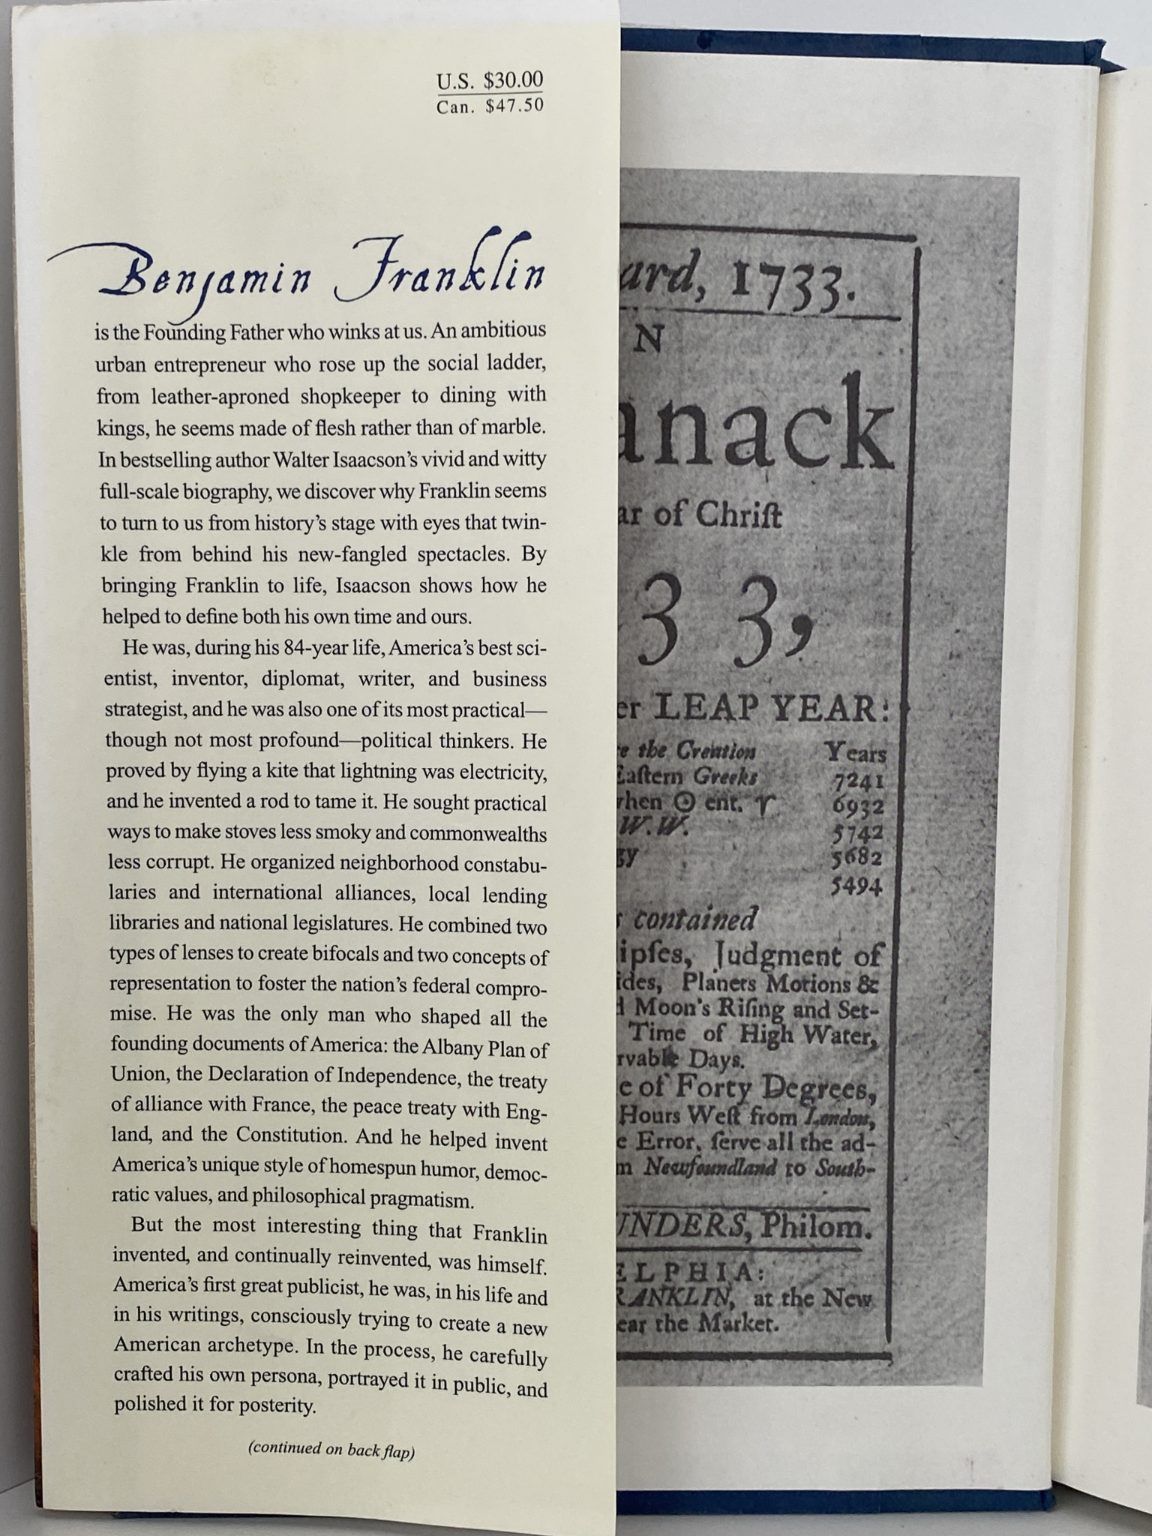 U.S. $30.00
Can. $47.50
Benjamin Franklin
is the Founding Father who winks at us. An ambitious
urban entrepreneur who rose up the social ladder,
from leather-aproned shopkeeper to dining with
kings, he seems made of flesh rather than of marble.
In bestselling author Walter Isaacson's vivid and witty
full-scale biography, we discover why Franklin seems
to turn to us from history's stage with eyes that twin-
kle from behind his new-fangled spectacles. By
bringing Franklin to life, Isaacson shows how he
helped to define both his own time and ours.
He was, during his 84-year life, America's best sci-
entist, inventor, diplomat, writer, and business
strategist, and he was also one of its most practical—
though not most profound—political thinkers. He
proved by flying a kite that lightning was electricity,
and he invented a rod to tame it. He sought practical
ways to make stoves less smoky and commonwealths
less corrupt. He organized neighborhood constabu-
laries and international alliances, local lending
libraries and national legislatures. He combined two
types of lenses to create bifocals and two concepts of
representation to foster the nation's federal compro-
mise. He was the only man who shaped all the
founding documents of America: the Albany Plan of
Union, the Declaration of Independence, the treaty
of alliance with France, the peace treaty with Eng-
land, and the Constitution. And he helped invent
America's unique style of homespun humor, democ-
ratic values, and philosophical pragmatism.
But the most interesting thing that Franklin
invented, and continually reinvented, was himself.
America's first great publicist, he was, in his life and
in his writings, consciously trying to create a new
American archetype. In the process, he carefully
crafted his own persona, portrayed it in public, and
polished it for posterity.
(continued on back flap)
ard, 1733.
N
anack
ar of Chriſt
3 3,
er LEAP YEAR:
e the Creation Years
Eaſtern Greeks 7241
when ☉ ent. ♈ 6932
W.W. 5742
gy 5682
5494
contained
ipſes, Judgment of
ides, Planets Motions &
d Moon's Riſing and Set-
Time of High Water,
rvable Days.
e of Forty Degrees,
Hours Weſt from London,
e Error, ſerve all the ad-
m Newfoundland to South-
UNDERS, Philom.
ELPHIA:
RANKLIN, at the New
ear the Market.